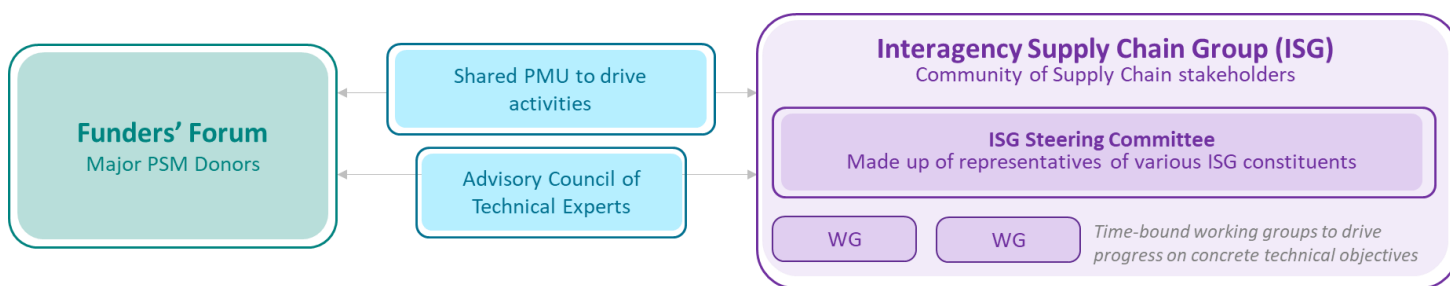 Funders’ Forum
Major PSM Donors
Shared PMU to drive
activities
Advisory Council of
Technical Experts
Interagency Supply Chain Group (ISG)
Community of Supply Chain stakeholders
ISG Steering Committee
Made up of representatives of various ISG constituents
WG
WG
Time-bound working groups to drive
progress on concrete technical objectives